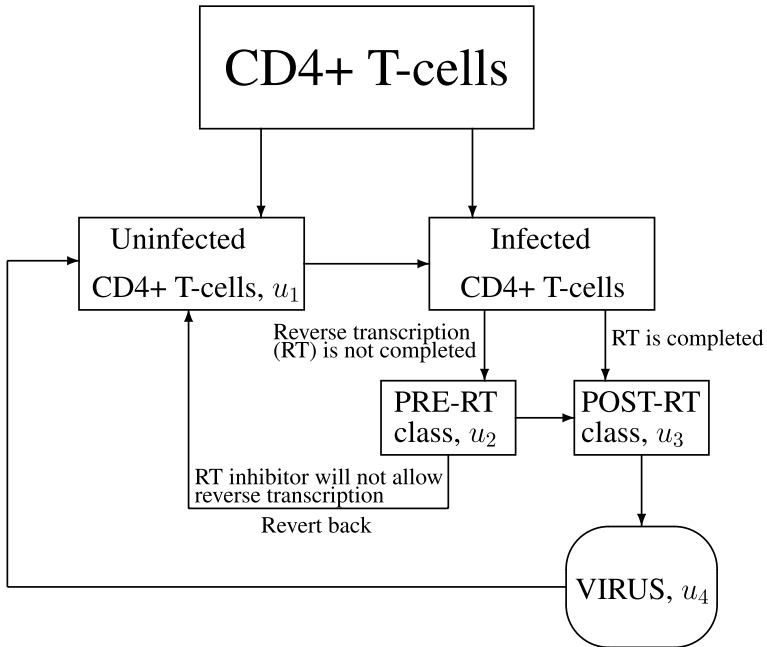 CD4+ T-cells
Uninfected
CD4+ T-cells, u₁
Infected
CD4+ T-cells
Reverse transcription
(RT) is not completed
RT is completed
PRE-RT
class, u₂
POST-RT
class, u₃
RT inhibitor will not allow
reverse transcription
Revert back
VIRUS, u₄